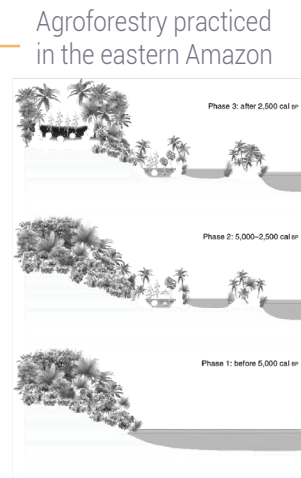 Agroforestry practiced
in the eastern Amazon
Phase 3: after 2,500 cal BP
Phase 2: 5,000–2,500 cal BP
Phase 1: before 5,000 cal BP